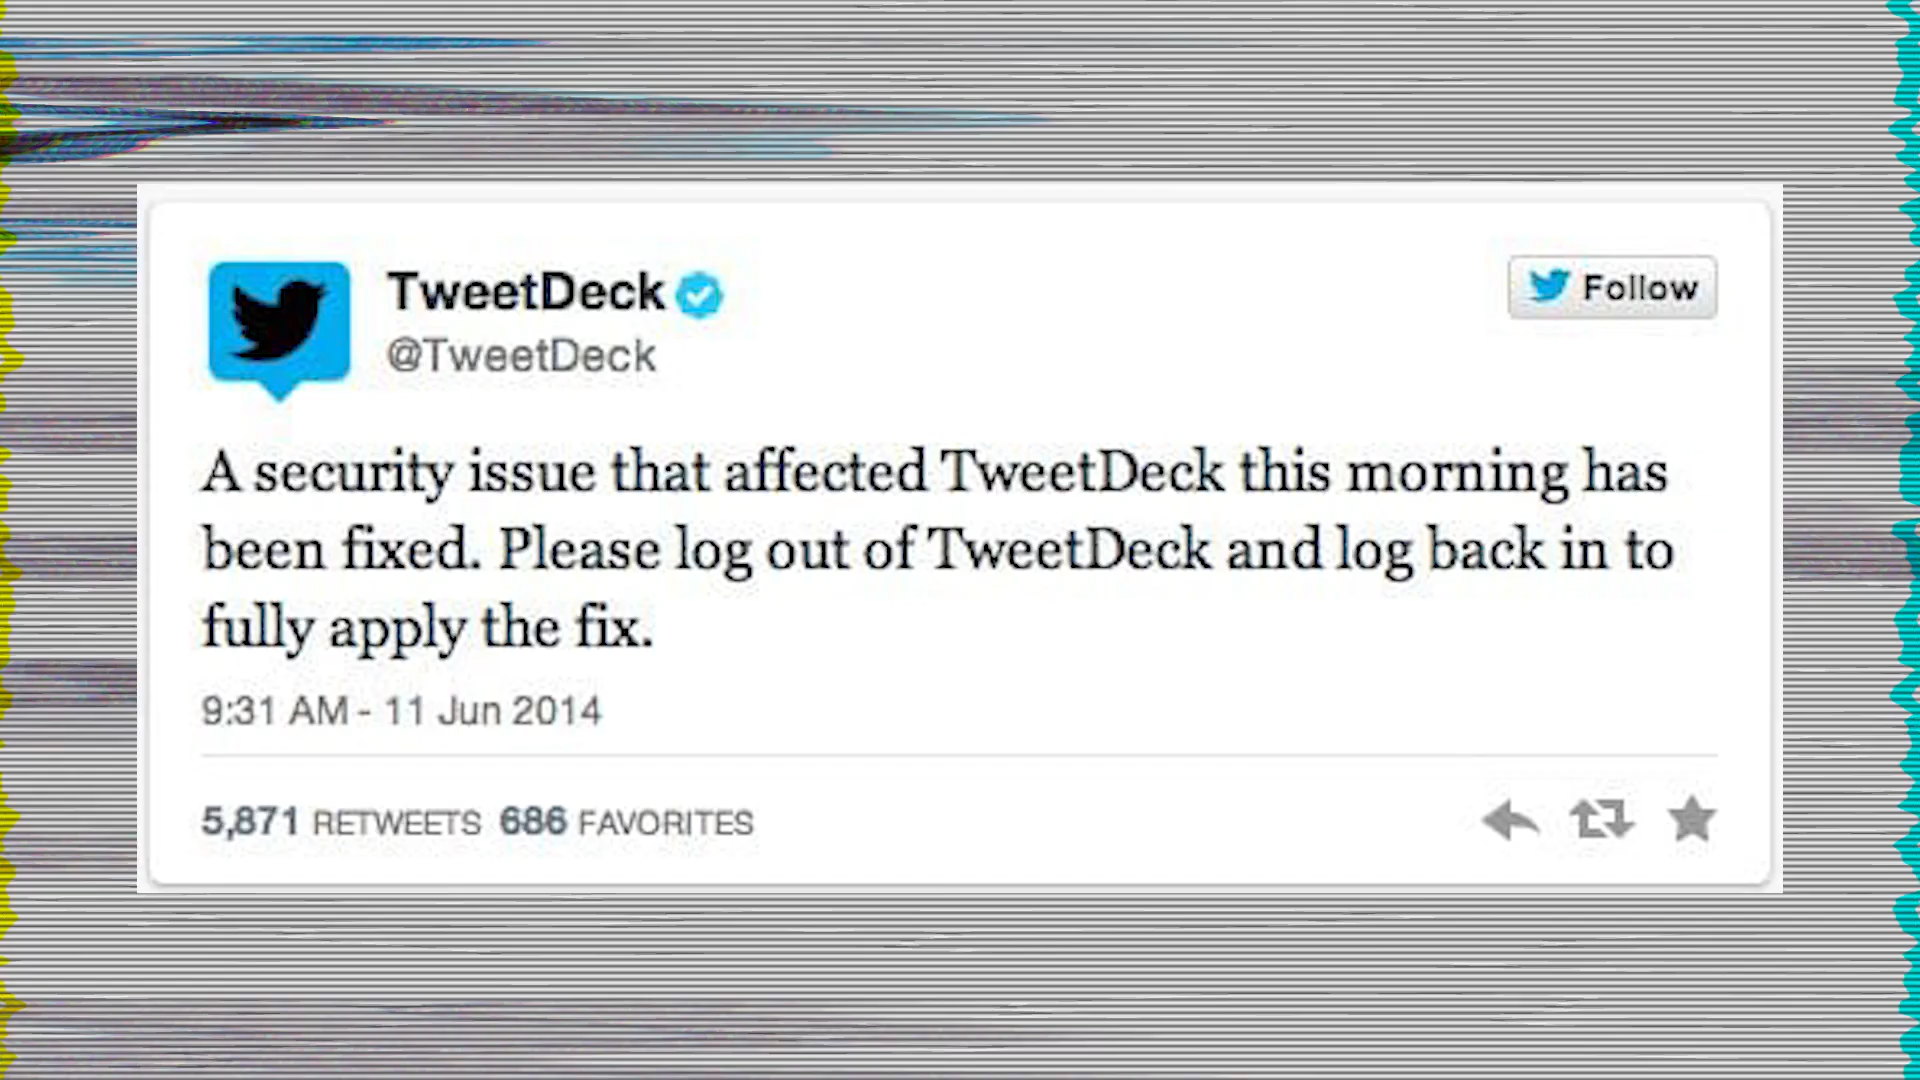 TweetDeck
@TweetDeck
Follow
A security issue that affected TweetDeck this morning has
been fixed. Please log out of TweetDeck and log back in to
fully apply the fix.
9:31 AM - 11 Jun 2014
5,871 RETWEETS 686 FAVORITES